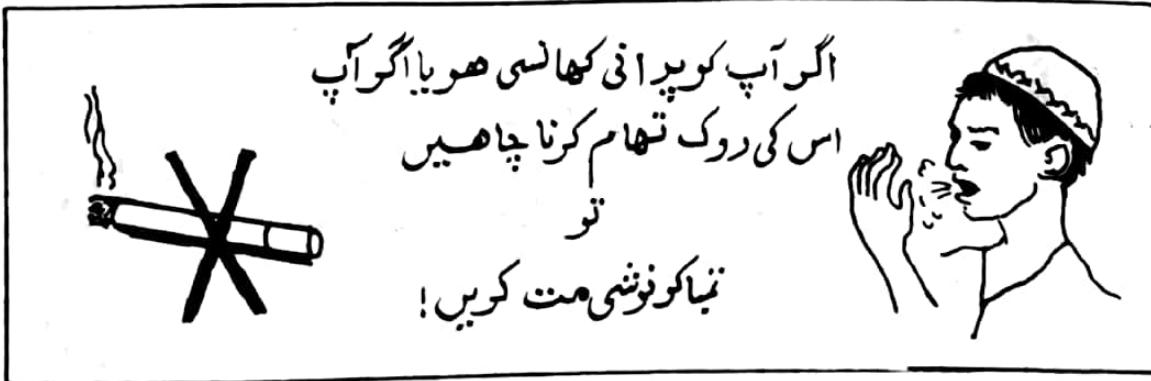 اگر آپ کو پرانی کھانسی ھو یا اگر آپ
اس کی روک تھام کرنا چاھیں
تو
تمباکو نوشی مت کریں!